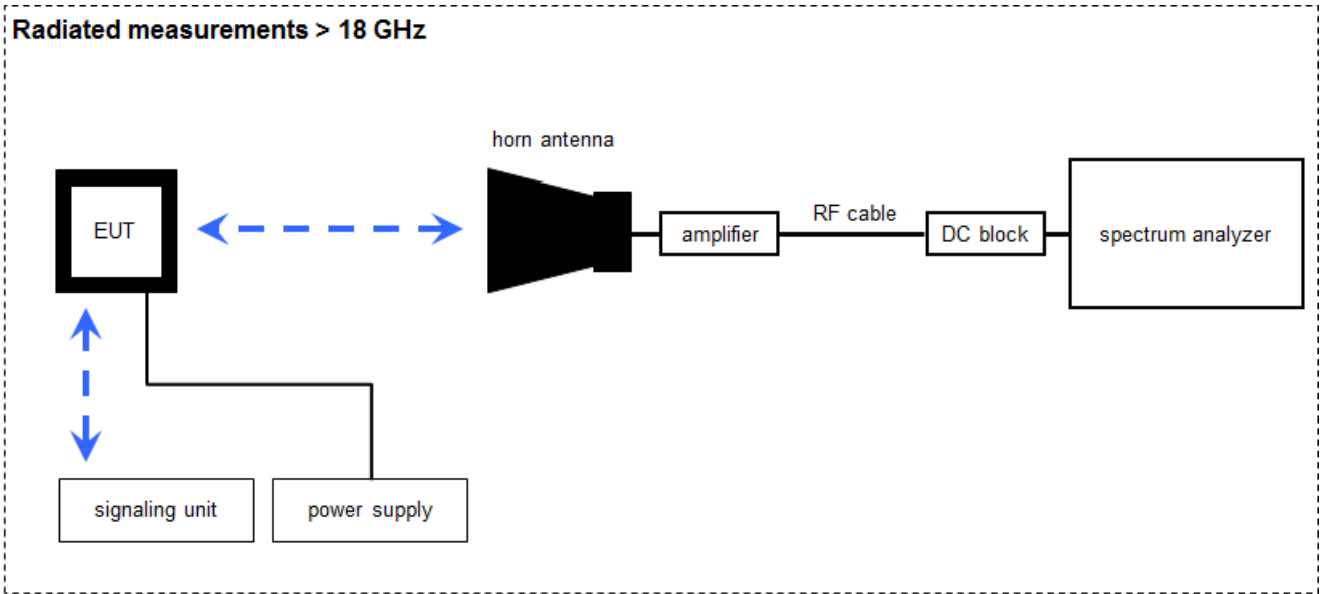 Radiated measurements > 18 GHz
horn antenna
EUT
amplifier
RF cable
DC block
spectrum analyzer
signaling unit
power supply